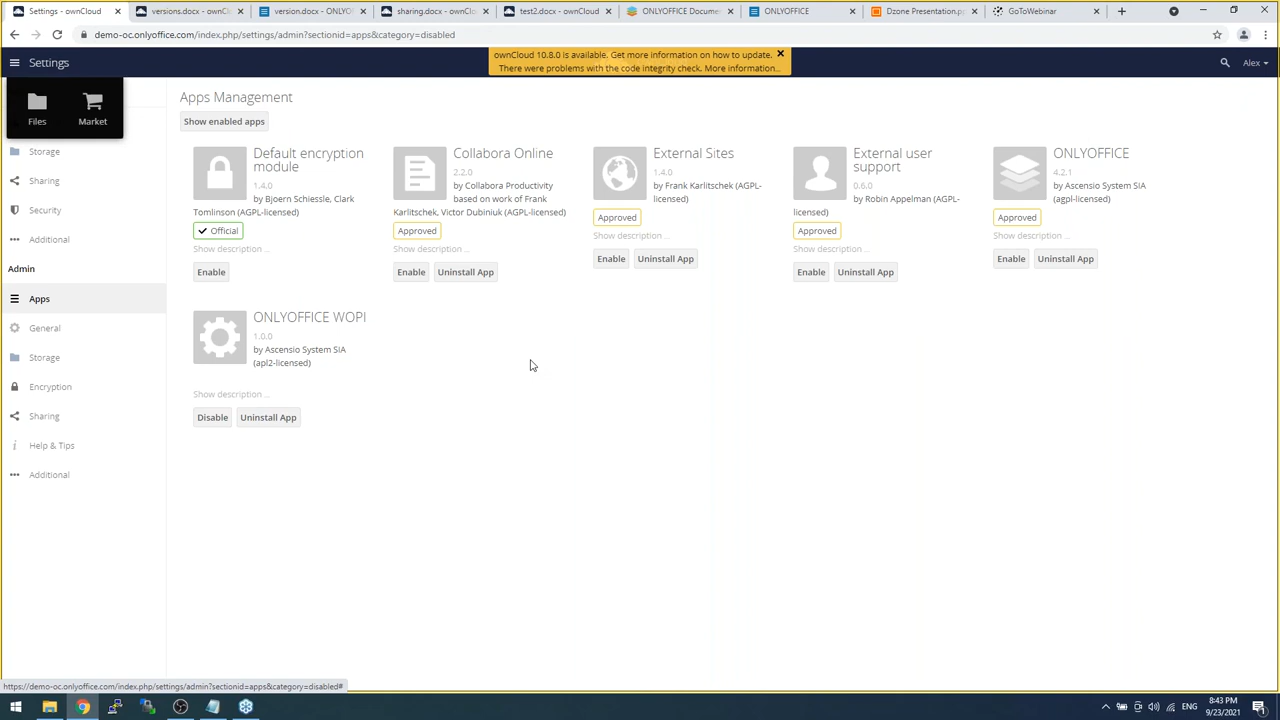 Settings - ownCloud
versions.docx - ownCl
version.docx - ONLYO
sharing.docx - ownClo
test2.docx - ownCloud
ONLYOFFICE Docume
ONLYOFFICE
Dzone Presentation.pp
GoToWebinar
demo-oc.onlyoffice.com/index.php/settings/admin?sectionid=apps&category=disabled
Settings
ownCloud 10.8.0 is available. Get more information on how to update.
There were problems with the code integrity check. More information...
Alex
Files
Market
Storage
Sharing
Security
Additional
Admin
Apps
General
Storage
Encryption
Sharing
Help & Tips
Additional
Apps Management
Show enabled apps
Default encryption
module
1.4.0
by Bjoern Schiessle, Clark
Tomlinson (AGPL-licensed)
Official
Show description ...
Enable
Collabora Online
2.2.0
by Collabora Productivity
based on work of Frank
Karlitschek, Victor Dubiniuk (AGPL-licensed)
Approved
Show description ...
Enable
Uninstall App
External Sites
1.4.0
by Frank Karlitschek (AGPL-
licensed)
Approved
Show description ...
Enable
Uninstall App
External user
support
0.6.0
by Robin Appelman (AGPL-
licensed)
Approved
Show description ...
Enable
Uninstall App
ONLYOFFICE
4.2.1
by Ascensio System SIA
(agpl-licensed)
Approved
Show description ...
Enable
Uninstall App
ONLYOFFICE WOPI
1.0.0
by Ascensio System SIA
(apl2-licensed)
Show description ...
Disable
Uninstall App
https://demo-oc.onlyoffice.com/index.php/settings/admin?sectionid=apps&category=disabled#
ENG
8:43 PM
9/23/2021